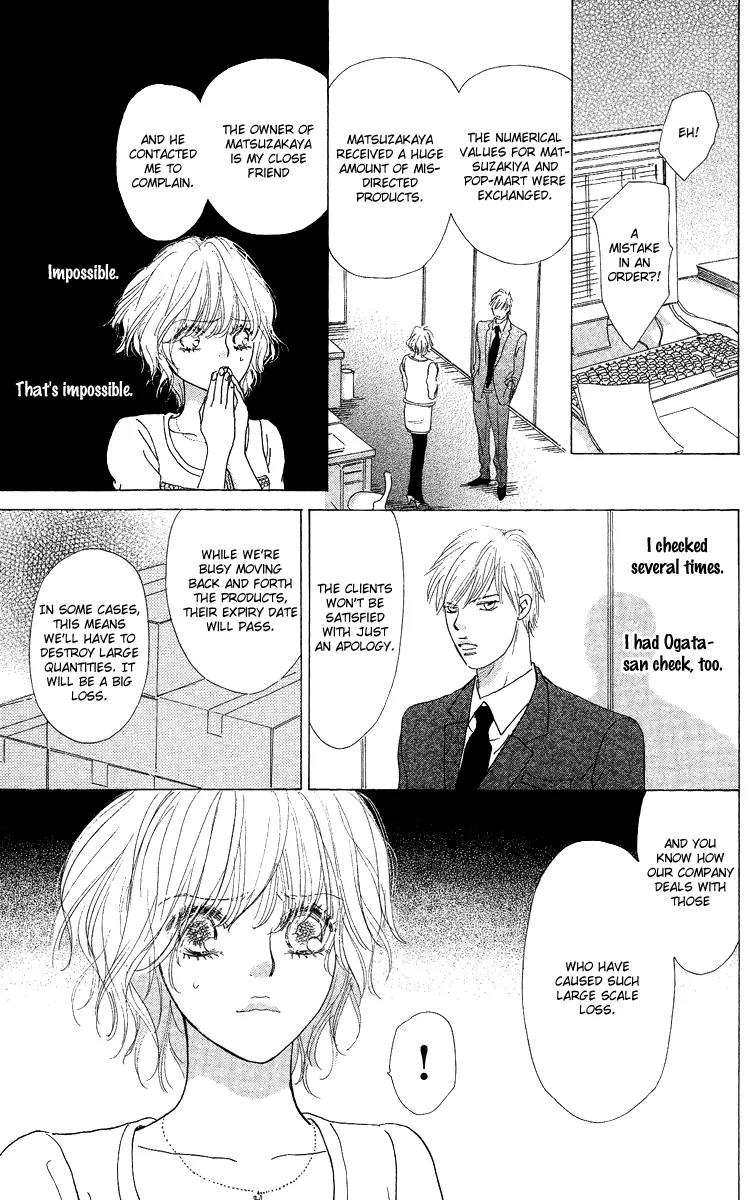 EH!
A
MISTAKE
IN AN
ORDER?!
THE NUMERICAL
VALUES FOR MAT-
SUZAKIYA AND
POP-MART WERE
EXCHANGED.
MATSUZAKAYA
RECEIVED A HUGE
AMOUNT OF MIS-
DIRECTED
PRODUCTS.
THE OWNER OF
MATSUZAKAYA
IS MY CLOSE
FRIEND
AND HE
CONTACTED
ME TO
COMPLAIN.
Impossible.
That's impossible.
I checked
several times.
I had Ogata-
san check, too.
THE CLIENTS
WON'T BE
SATISFIED
WITH JUST
AN APOLOGY.
WHILE WE'RE
BUSY MOVING
BACK AND FORTH
THE PRODUCTS,
THEIR EXPIRY DATE
WILL PASS.
IN SOME CASES,
THIS MEANS
WE'LL HAVE TO
DESTROY LARGE
QUANTITIES. IT
WILL BE A BIG
LOSS.
AND YOU
KNOW HOW
OUR COMPANY
DEALS WITH
THOSE
WHO HAVE
CAUSED SUCH
LARGE SCALE
LOSS.
!